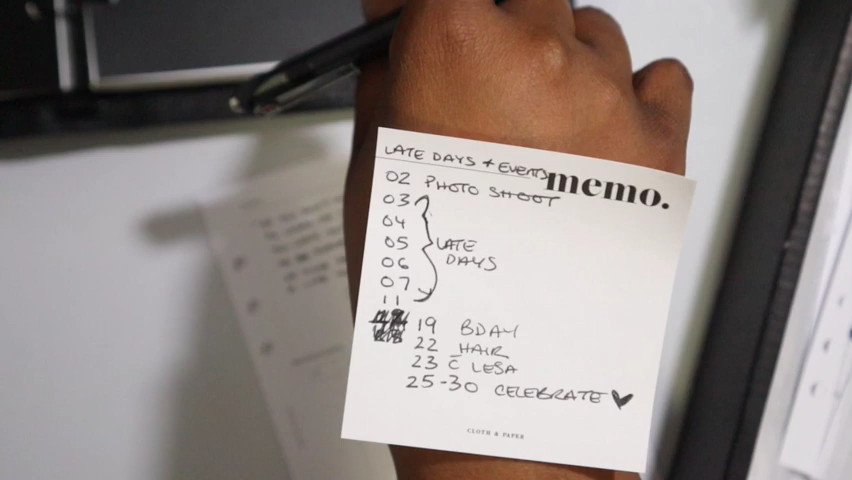 LATE DAYS + EVENTS
memo.
02 PHOTO SHOOT
03
04
05 LATE
06 DAYS
07
11
19 BDAY
22 HAIR
23 C̄ LESA
25-30 CELEBRATE ♥
CLOTH & PAPER